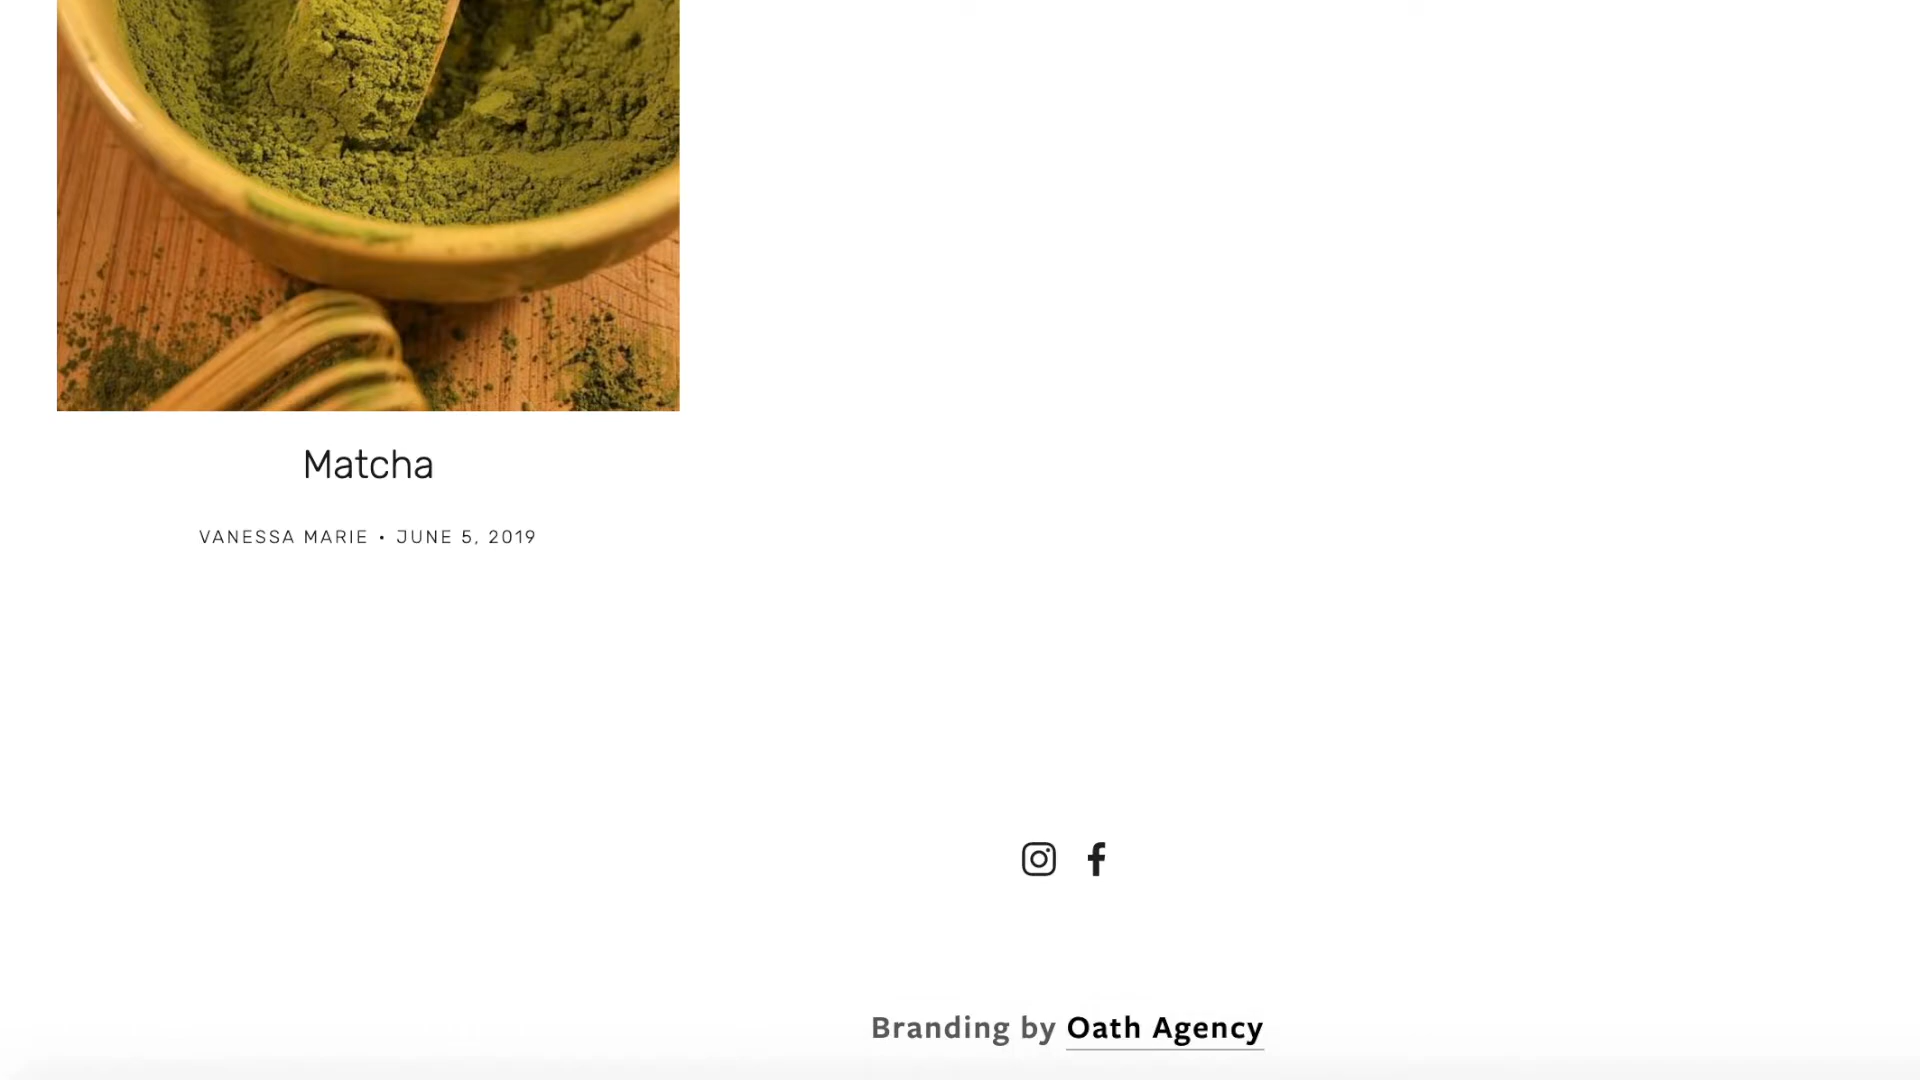 Matcha
VANESSA MARIE • JUNE 5, 2019
Branding by Oath Agency